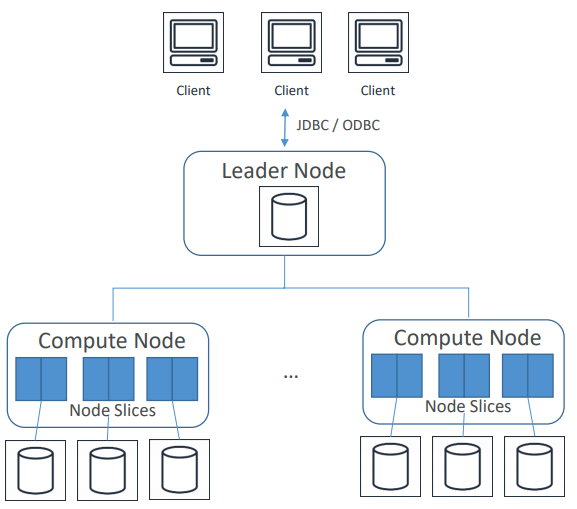 Client
Client
Client
JDBC / ODBC
Leader Node
Compute Node
Node Slices
...
Compute Node
Node Slices